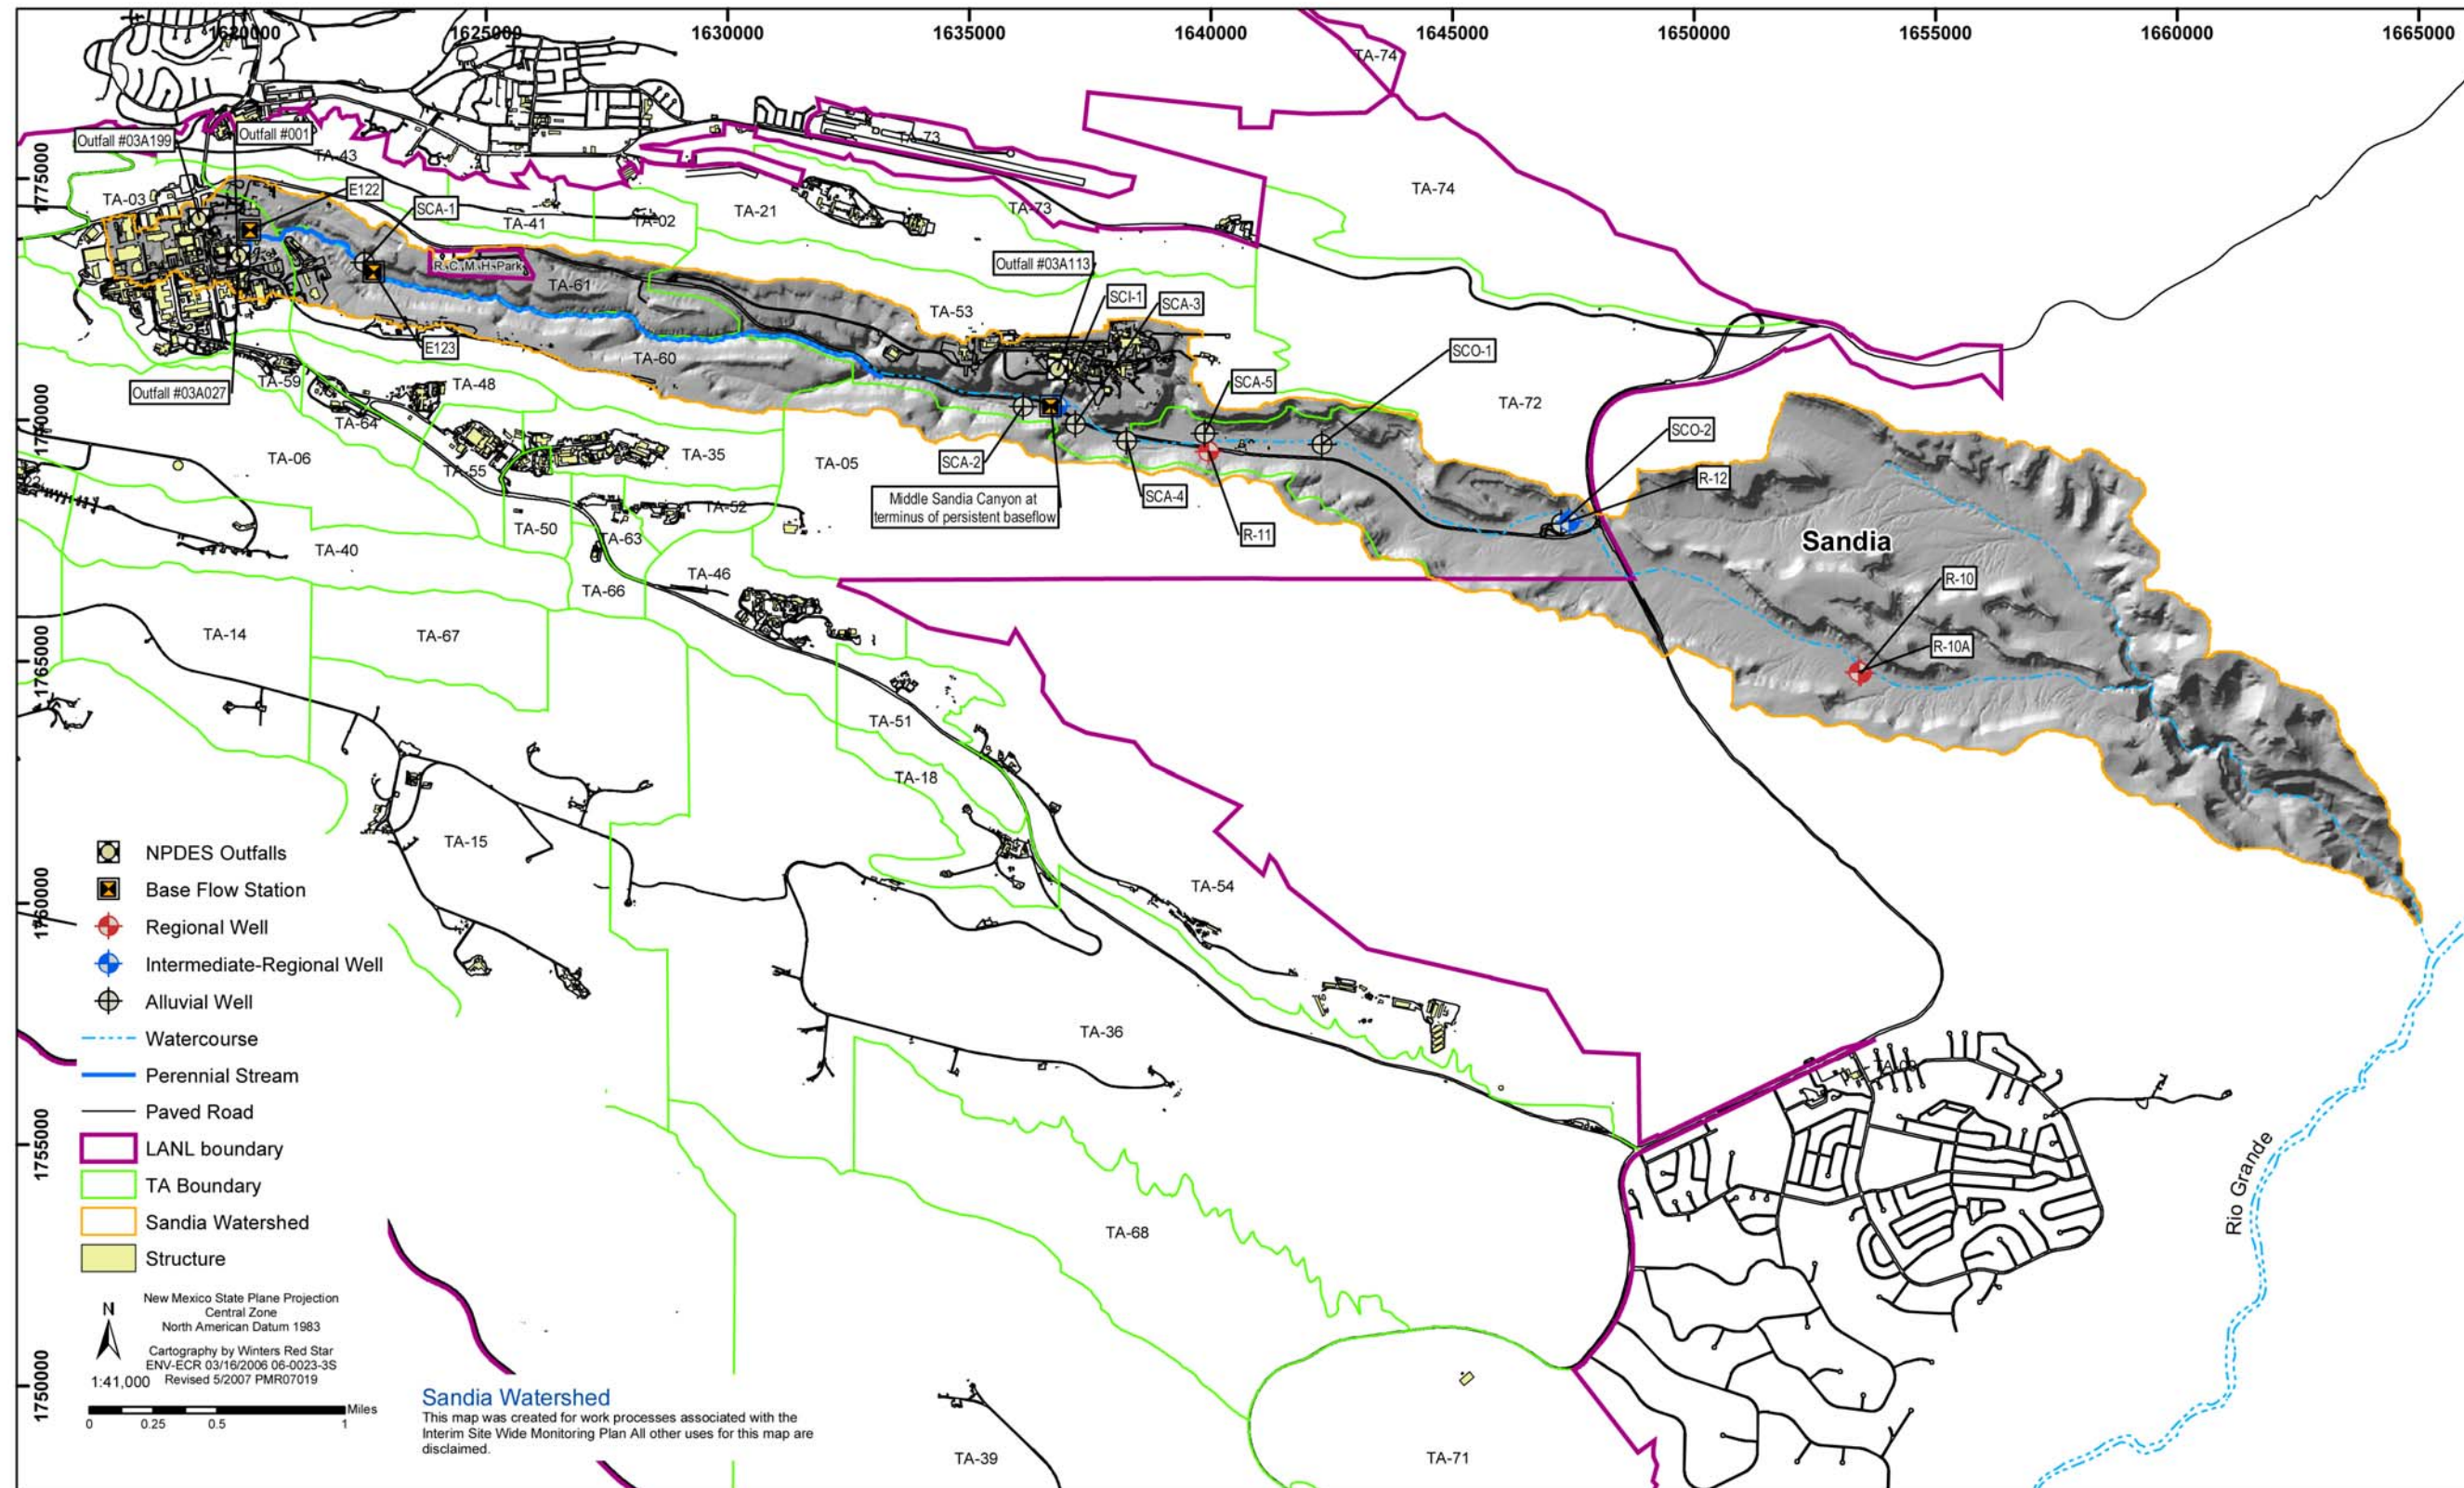 1620000 1625000 1630000 1635000 1640000 1645000 1650000 1655000 1660000 1665000
TA-74
Outfall #03A199
Outfall #001
TA-73
TA-43
1775000
TA-03
E122
SCA-1
TA-41
TA-02
TA-21
TA-73
TA-74
R.C.M.H. Park
Outfall #03A113
TA-61
SCI-1
SCA-3
TA-53
E123
TA-60
SCO-1
Outfall #03A027
TA-59
TA-48
SCA-5
1770000
TA-64
TA-72
SCO-2
TA-06
TA-55
TA-35
TA-05
SCA-2
R-12
Middle Sandia Canyon at
terminus of persistent baseflow
SCA-4
TA-52
TA-50
TA-63
R-11
Sandia
TA-40
TA-46
TA-66
R-10
1765000
TA-14
TA-67
R-10A
TA-51
TA-18
TA-15
TA-54
1760000
TA-36
Rio Grande
1755000
TA-68
1750000
TA-39
TA-71
NPDES Outfalls
Base Flow Station
Regional Well
Intermediate-Regional Well
Alluvial Well
Watercourse
Perennial Stream
Paved Road
LANL boundary
TA Boundary
Sandia Watershed
Structure
N
New Mexico State Plane Projection
Central Zone
North American Datum 1983
Cartography by Winters Red Star
ENV-ECR 03/16/2006 06-0023-3S
1:41,000 Revised 5/2007 PMR07019
Miles
0 0.25 0.5 1
Sandia Watershed
This map was created for work processes associated with the
Interim Site Wide Monitoring Plan All other uses for this map are
disclaimed.